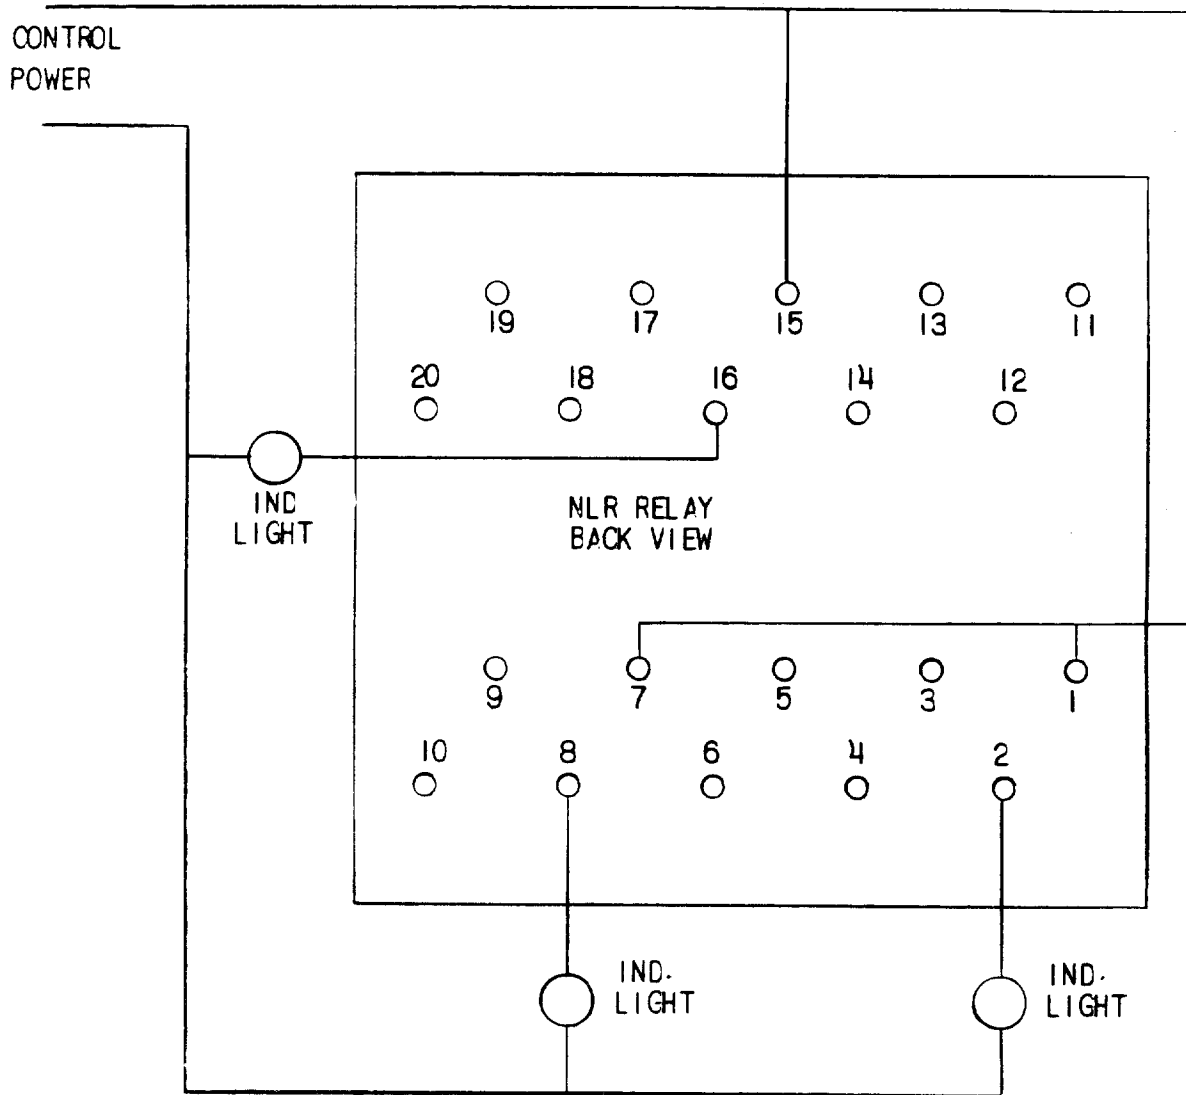 CONTROL
POWER
19 17 15 13 11
20 18 16 14 12
IND
LIGHT
NLR RELAY
BACK VIEW
9 7 5 3 1
10 8 6 4 2
IND.
LIGHT
IND.
LIGHT